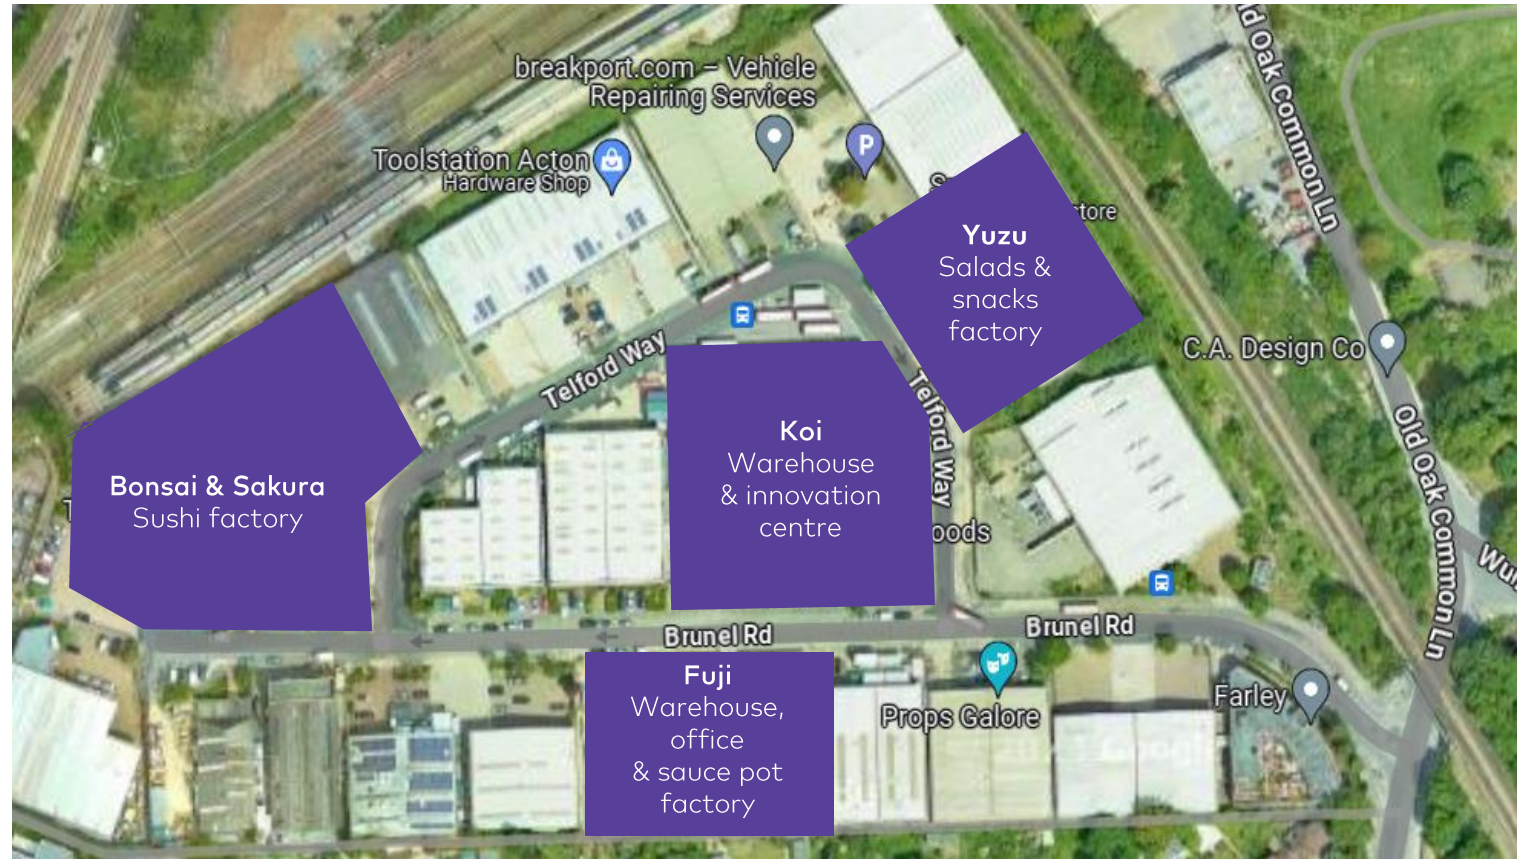 breakport.com – Vehicle
Repairing Services
Toolstation Acton
Hardware Shop
P
Old Oak Common Ln
store
Yuzu
Salads &
snacks
factory
C.A. Design Co
Telford Way
Telford Way
Koi
Warehouse
& innovation
centre
Bonsai & Sakura
Sushi factory
oods
Old Oak Common Ln
Brunel Rd
Brunel Rd
Fuji
Warehouse,
office
& sauce pot
factory
Props Galore
Farley